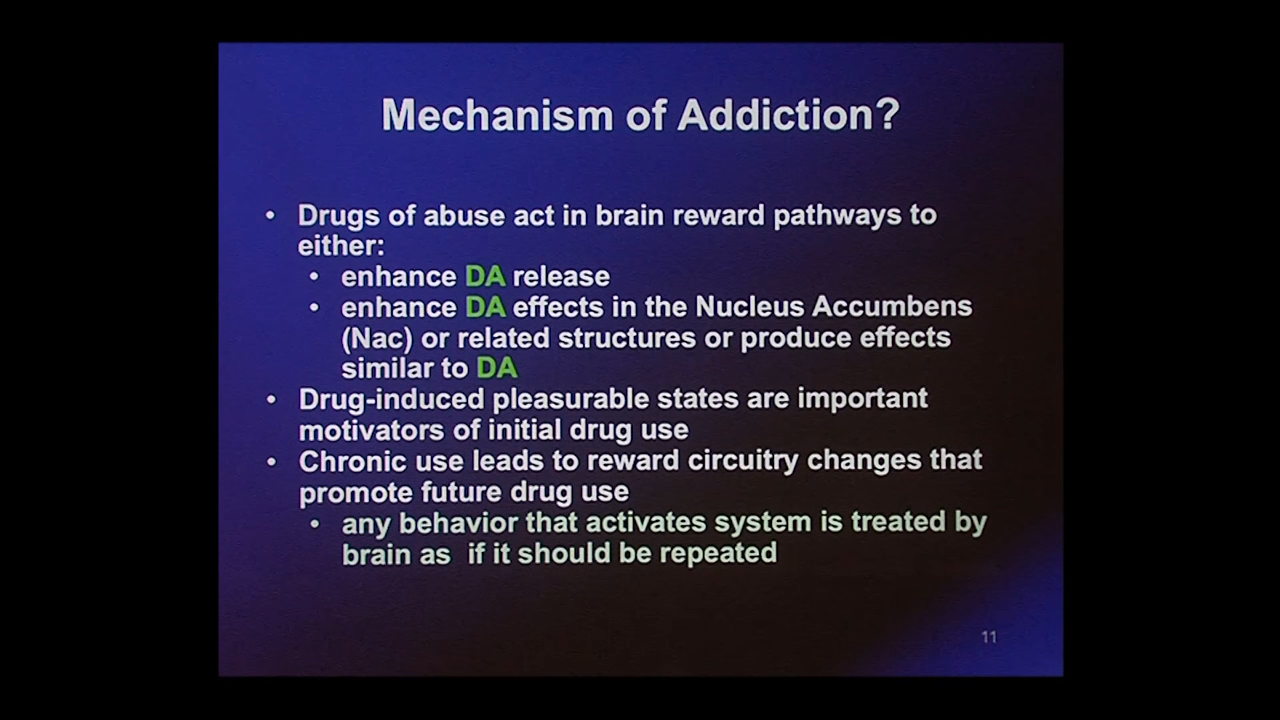 Mechanism of Addiction?
• Drugs of abuse act in brain reward pathways to
either:
• enhance DA release
• enhance DA effects in the Nucleus Accumbens
(Nac) or related structures or produce effects
similar to DA
• Drug-induced pleasurable states are important
motivators of initial drug use
• Chronic use leads to reward circuitry changes that
promote future drug use
• any behavior that activates system is treated by
brain as if it should be repeated
11